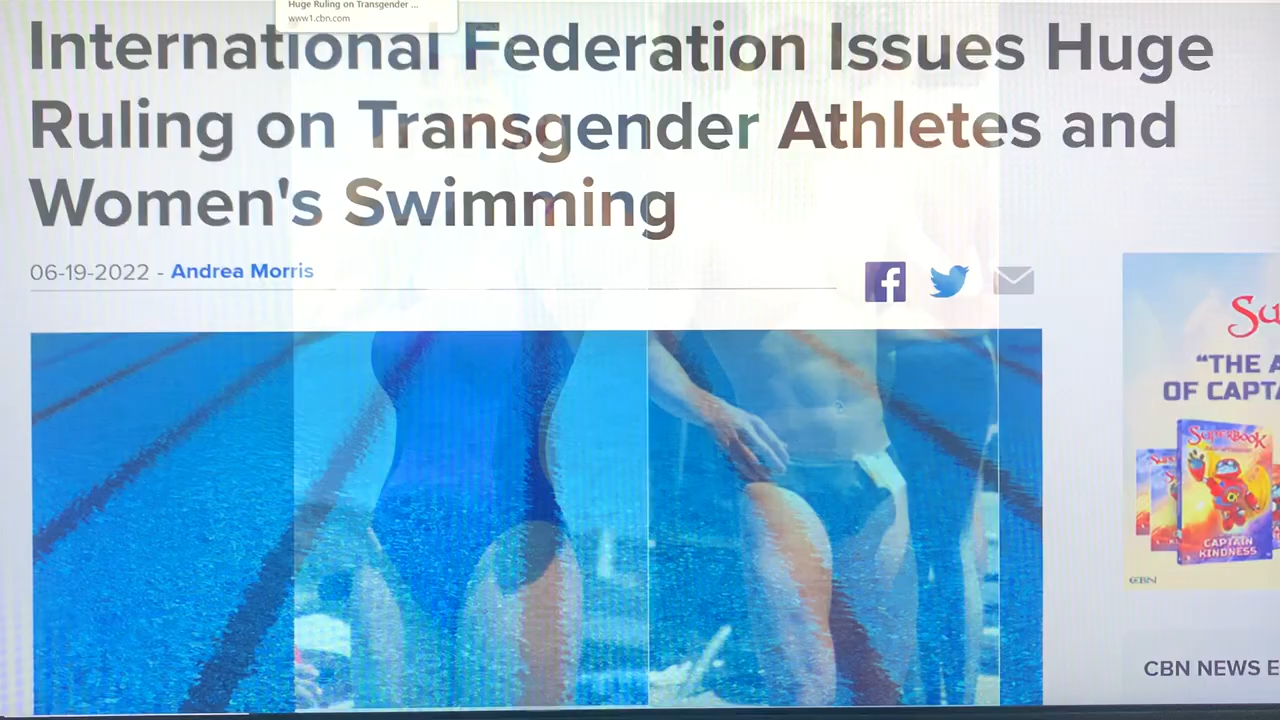 Huge Ruling on Transgender ...
www1.cbn.com
International Federation Issues Huge
Ruling on Transgender Athletes and
Women's Swimming
06-19-2022 - Andrea Morris
"THE A
OF CAPTA
SUPERBOOK
CAPTAIN
KINDNESS
CBN
CBN NEWS E